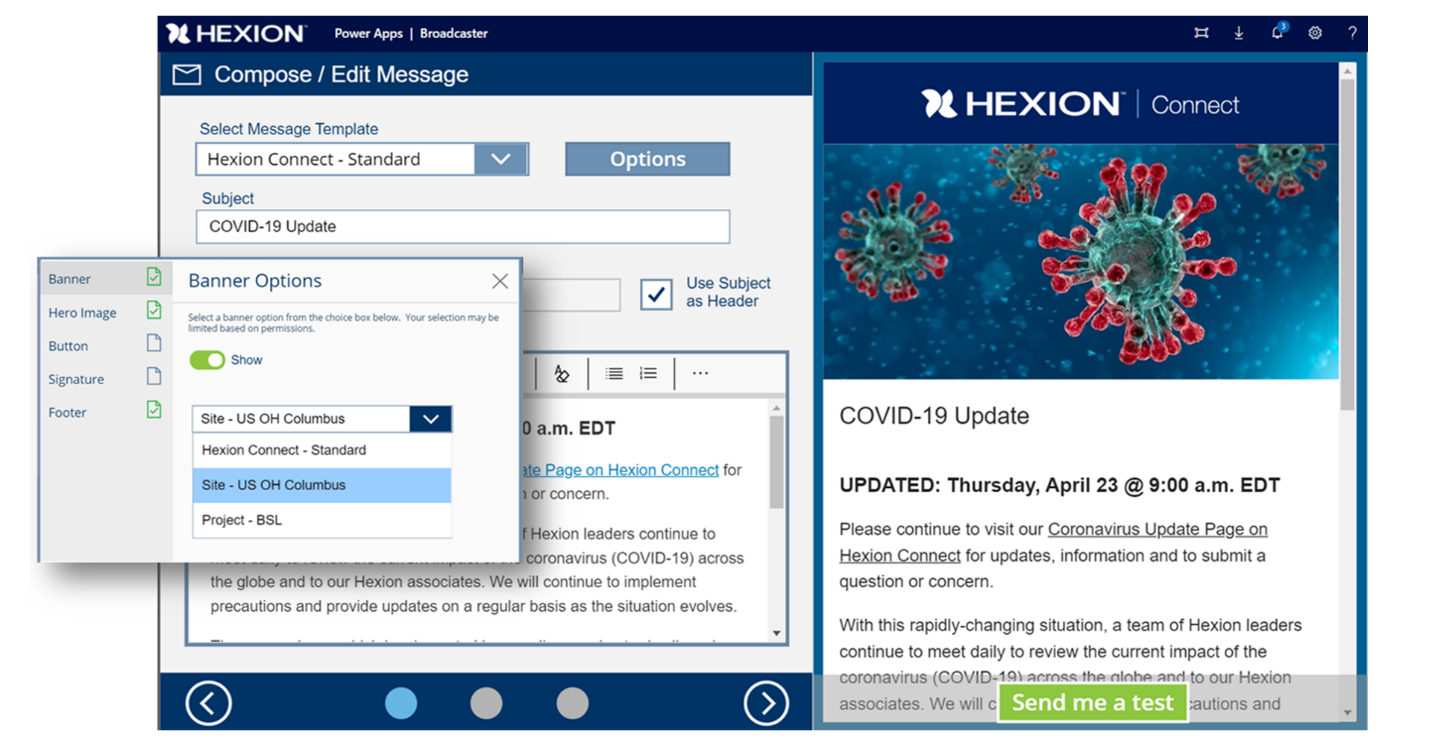 HEXION™ Power Apps | Broadcaster
3
?
Compose / Edit Message
Select Message Template
Hexion Connect - Standard
Options
Subject
COVID-19 Update
Use Subject
as Header
Banner
Hero Image
Button
Signature
Footer
Banner Options
Select a banner option from the choice box below. Your selection may be
limited based on permissions.
Show
Site - US OH Columbus
Hexion Connect - Standard
Site - US OH Columbus
Project - BSL
0 a.m. EDT
ate Page on Hexion Connect for
or concern.
f Hexion leaders continue to
coronavirus (COVID-19) across
the globe and to our Hexion associates. We will continue to implement
precautions and provide updates on a regular basis as the situation evolves.
HEXION™ | Connect
COVID-19 Update
UPDATED: Thursday, April 23 @ 9:00 a.m. EDT
Please continue to visit our Coronavirus Update Page on
Hexion Connect for updates, information and to submit a
question or concern.
With this rapidly-changing situation, a team of Hexion leaders
continue to meet daily to review the current impact of the
coronavirus (COVID-19) across the globe and to our Hexion
associates. We will c
cautions and
Send me a test